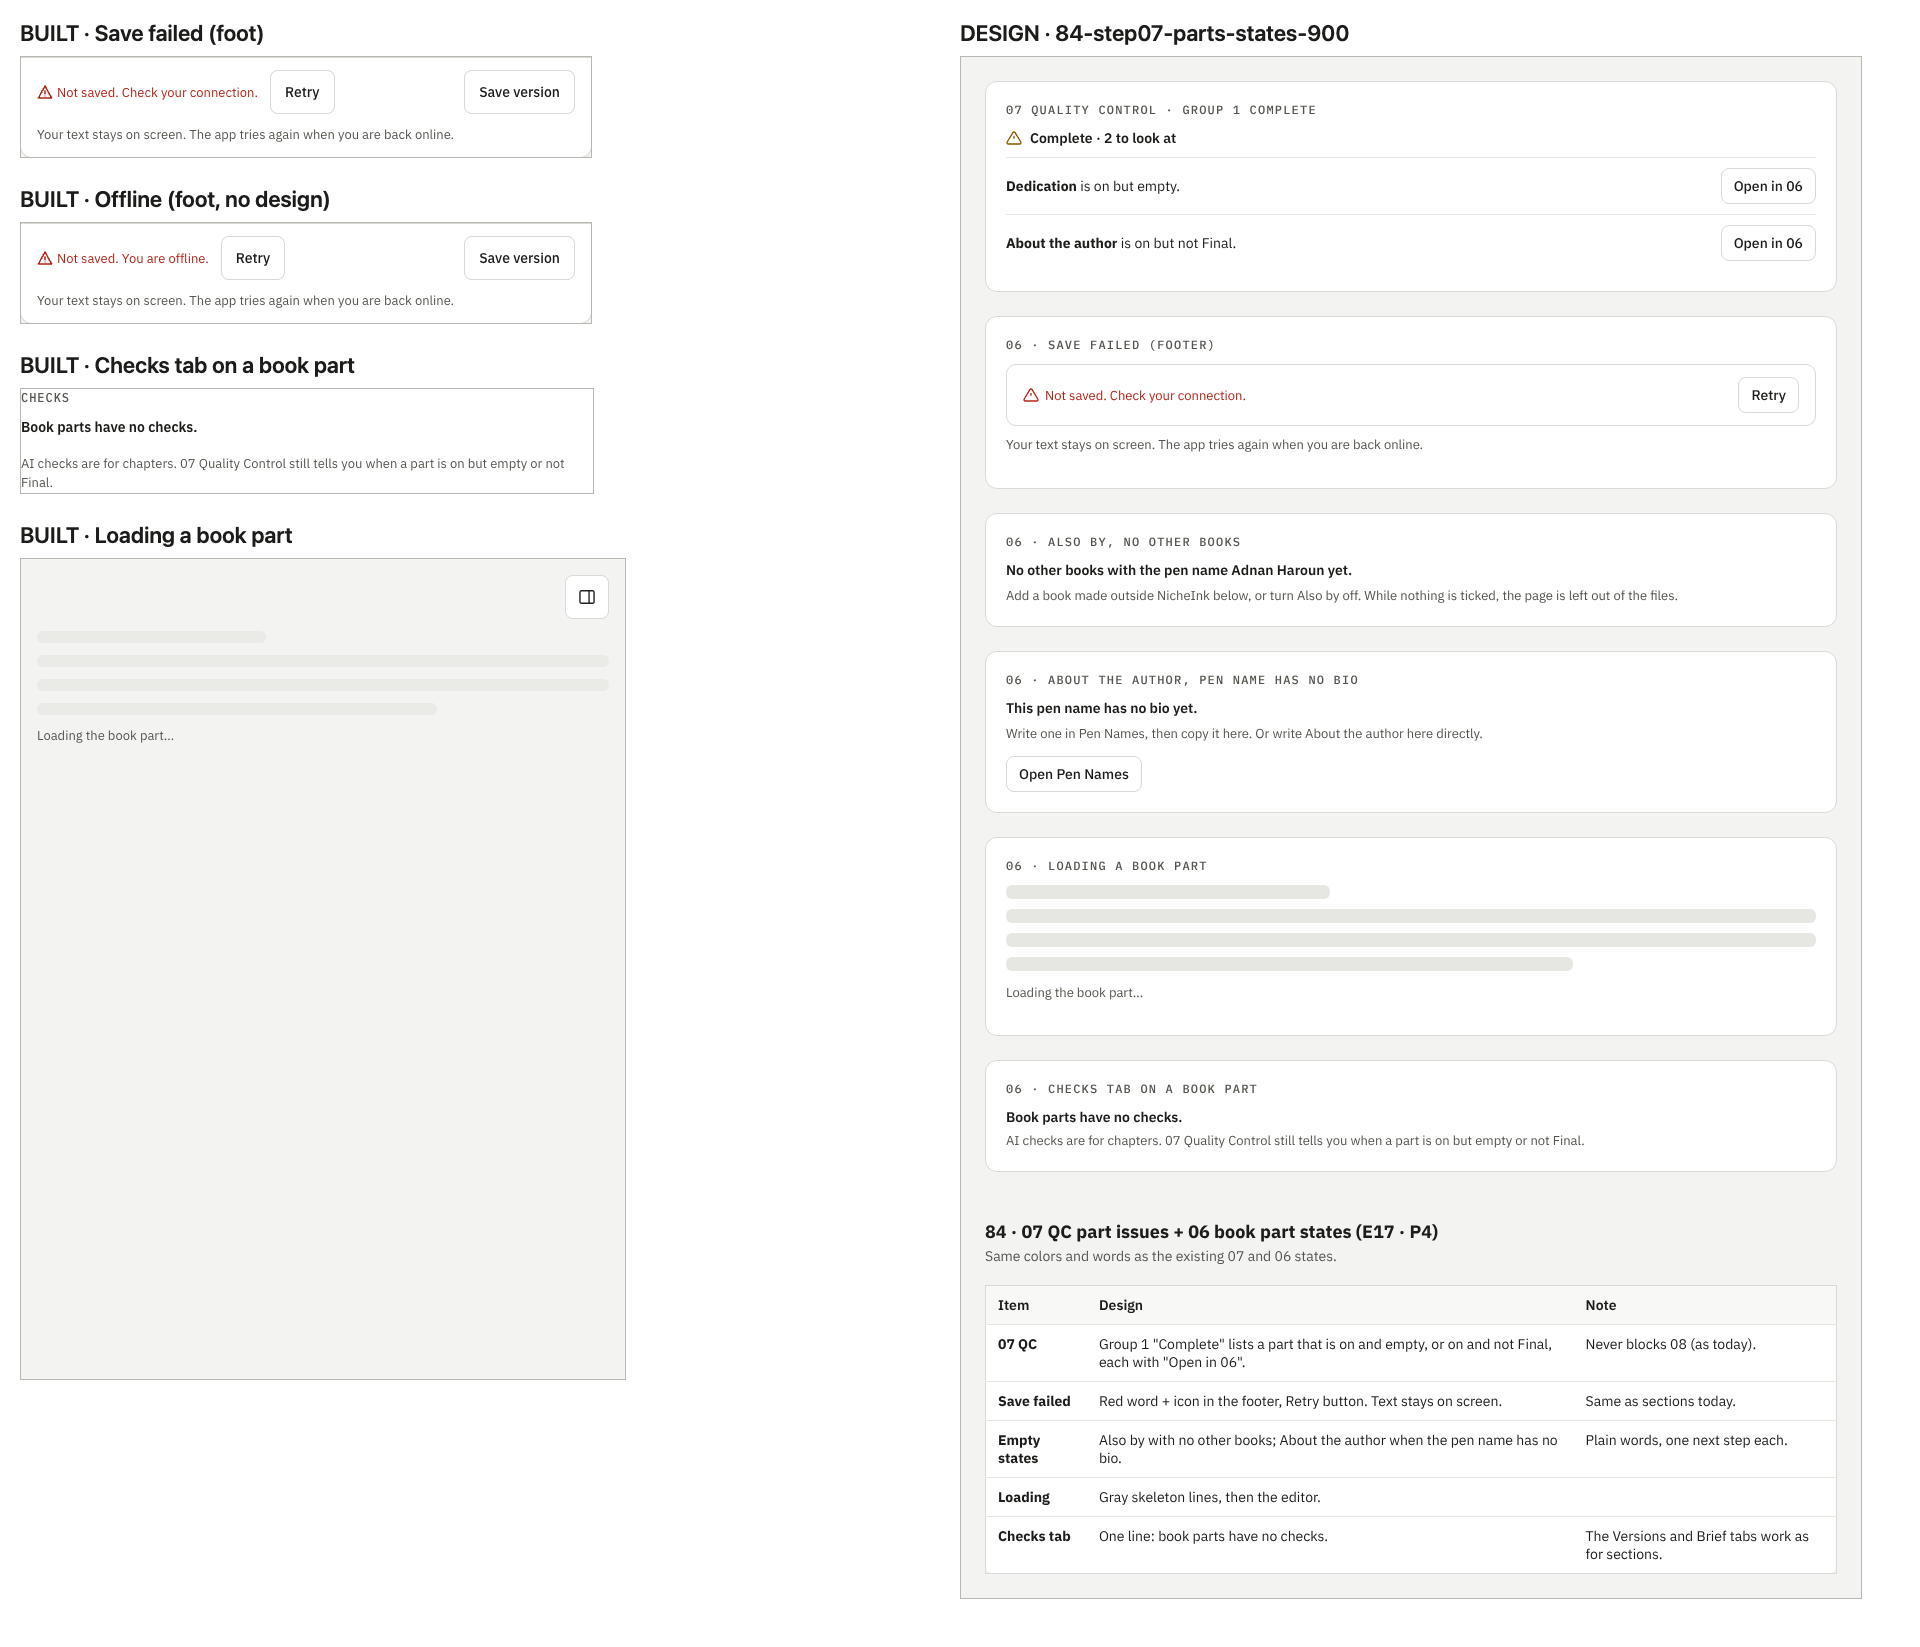 BUILT · Save failed (foot)
Not saved. Check your connection.
Retry
Save version
Your text stays on screen. The app tries again when you are back online.
BUILT · Offline (foot, no design)
Not saved. You are offline.
Retry
Save version
Your text stays on screen. The app tries again when you are back online.
BUILT · Checks tab on a book part
CHECKS
Book parts have no checks.
AI checks are for chapters. 07 Quality Control still tells you when a part is on but empty or not
Final.
BUILT · Loading a book part
Loading the book part…
DESIGN · 84-step07-parts-states-900
07 QUALITY CONTROL · GROUP 1 COMPLETE
Complete · 2 to look at
Dedication is on but empty.
Open in 06
About the author is on but not Final.
Open in 06
06 · SAVE FAILED (FOOTER)
Not saved. Check your connection.
Retry
Your text stays on screen. The app tries again when you are back online.
06 · ALSO BY, NO OTHER BOOKS
No other books with the pen name Adnan Haroun yet.
Add a book made outside NicheInk below, or turn Also by off. While nothing is ticked, the page is left out of the files.
06 · ABOUT THE AUTHOR, PEN NAME HAS NO BIO
This pen name has no bio yet.
Write one in Pen Names, then copy it here. Or write About the author here directly.
Open Pen Names
06 · LOADING A BOOK PART
Loading the book part…
06 · CHECKS TAB ON A BOOK PART
Book parts have no checks.
AI checks are for chapters. 07 Quality Control still tells you when a part is on but empty or not Final.
84 · 07 QC part issues + 06 book part states (E17 · P4)
Same colors and words as the existing 07 and 06 states.
Item
Design
Note
07 QC
Group 1 "Complete" lists a part that is on and empty, or on and not Final,
each with "Open in 06".
Never blocks 08 (as today).
Save failed
Red word + icon in the footer, Retry button. Text stays on screen.
Same as sections today.
Empty
states
Also by with no other books; About the author when the pen name has no
bio.
Plain words, one next step each.
Loading
Gray skeleton lines, then the editor.
Checks tab
One line: book parts have no checks.
The Versions and Brief tabs work as
for sections.